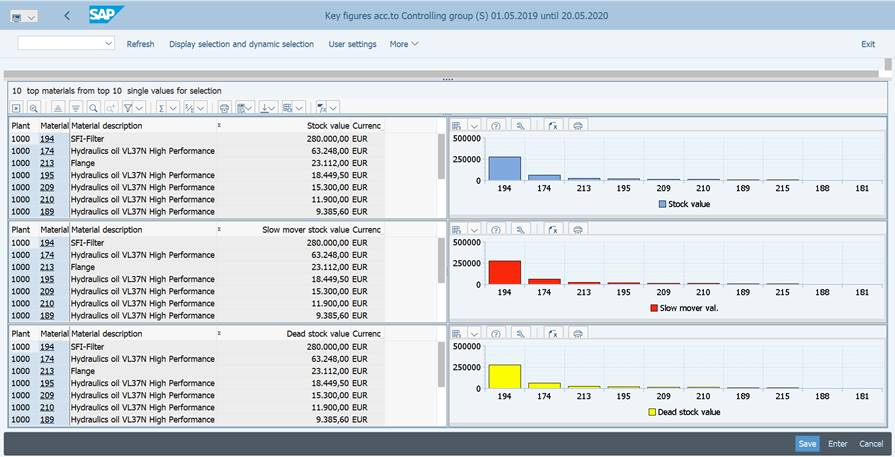 SAP
Key figures acc.to Controlling group (S) 01.05.2019 until 20.05.2020
Refresh Display selection and dynamic selection User settings More Exit
10 top materials from top 10 single values for selection
Plant Material Material description Σ Stock value Currenc
1000 194 SFI-Filter 280.000,00 EUR
1000 174 Hydraulics oil VL37N High Performance 63.248,00 EUR
1000 213 Flange 23.112,00 EUR
1000 195 Hydraulics oil VL37N High Performance 18.449,50 EUR
1000 209 Hydraulics oil VL37N High Performance 15.300,00 EUR
1000 210 Hydraulics oil VL37N High Performance 11.900,00 EUR
1000 189 Hydraulics oil VL37N High Performance 9.385,60 EUR
500000
250000
0
194 174 213 195 209 210 189 215 188 181
Stock value
Plant Material Material description Σ Slow mover stock value Currenc
1000 194 SFI-Filter 280.000,00 EUR
1000 174 Hydraulics oil VL37N High Performance 63.248,00 EUR
1000 213 Flange 23.112,00 EUR
1000 195 Hydraulics oil VL37N High Performance 18.449,50 EUR
1000 209 Hydraulics oil VL37N High Performance 15.300,00 EUR
1000 210 Hydraulics oil VL37N High Performance 11.900,00 EUR
1000 189 Hydraulics oil VL37N High Performance 9.385,60 EUR
500000
250000
0
194 174 213 195 209 210 189 215 188 181
Slow mover val.
Plant Material Material description Σ Dead stock value Currenc
1000 194 SFI-Filter 280.000,00 EUR
1000 174 Hydraulics oil VL37N High Performance 63.248,00 EUR
1000 213 Flange 23.112,00 EUR
1000 195 Hydraulics oil VL37N High Performance 18.449,50 EUR
1000 209 Hydraulics oil VL37N High Performance 15.300,00 EUR
1000 210 Hydraulics oil VL37N High Performance 11.900,00 EUR
1000 189 Hydraulics oil VL37N High Performance 9.385,60 EUR
500000
250000
0
194 174 213 195 209 210 189 215 188 181
Dead stock value
Save Enter Cancel